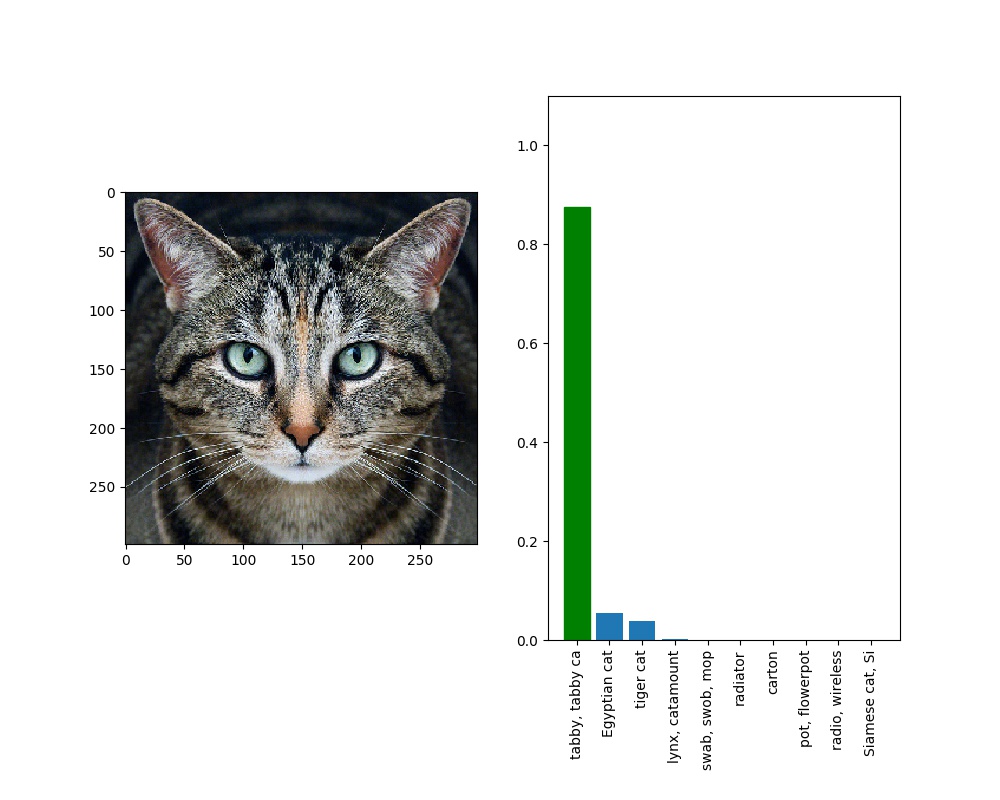 0
50
100
150
200
250
0 50 100 150 200 250
1.0
0.8
0.6
0.4
0.2
0.0
tabby, tabby ca
Egyptian cat
tiger cat
lynx, catamount
swab, swob, mop
radiator
carton
pot, flowerpot
radio, wireless
Siamese cat, Si